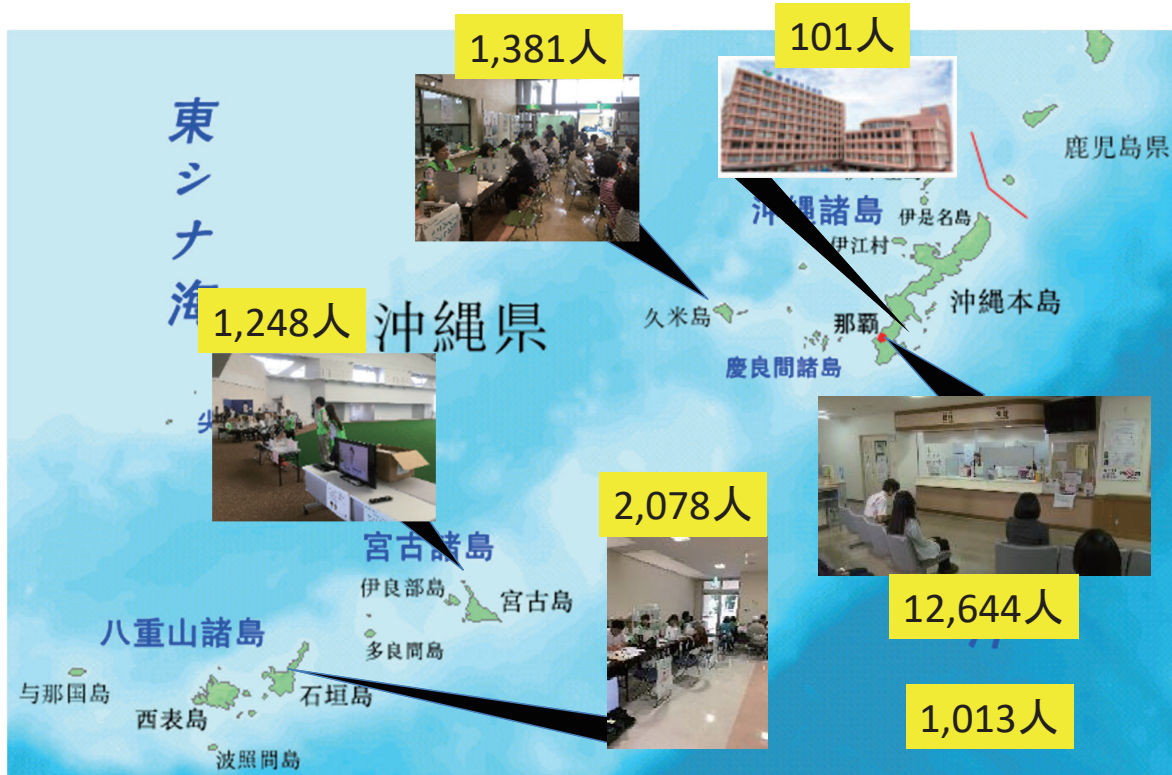 1,381人
101人
東シナ海
鹿児島県
沖縄諸島
伊是名島
伊江村
沖縄本島
久米島
那覇
慶良間諸島
1,248人
沖縄県
2,078人
宮古諸島
伊良部島
宮古島
多良間島
八重山諸島
与那国島
石垣島
西表島
波照間島
12,644人
1,013人